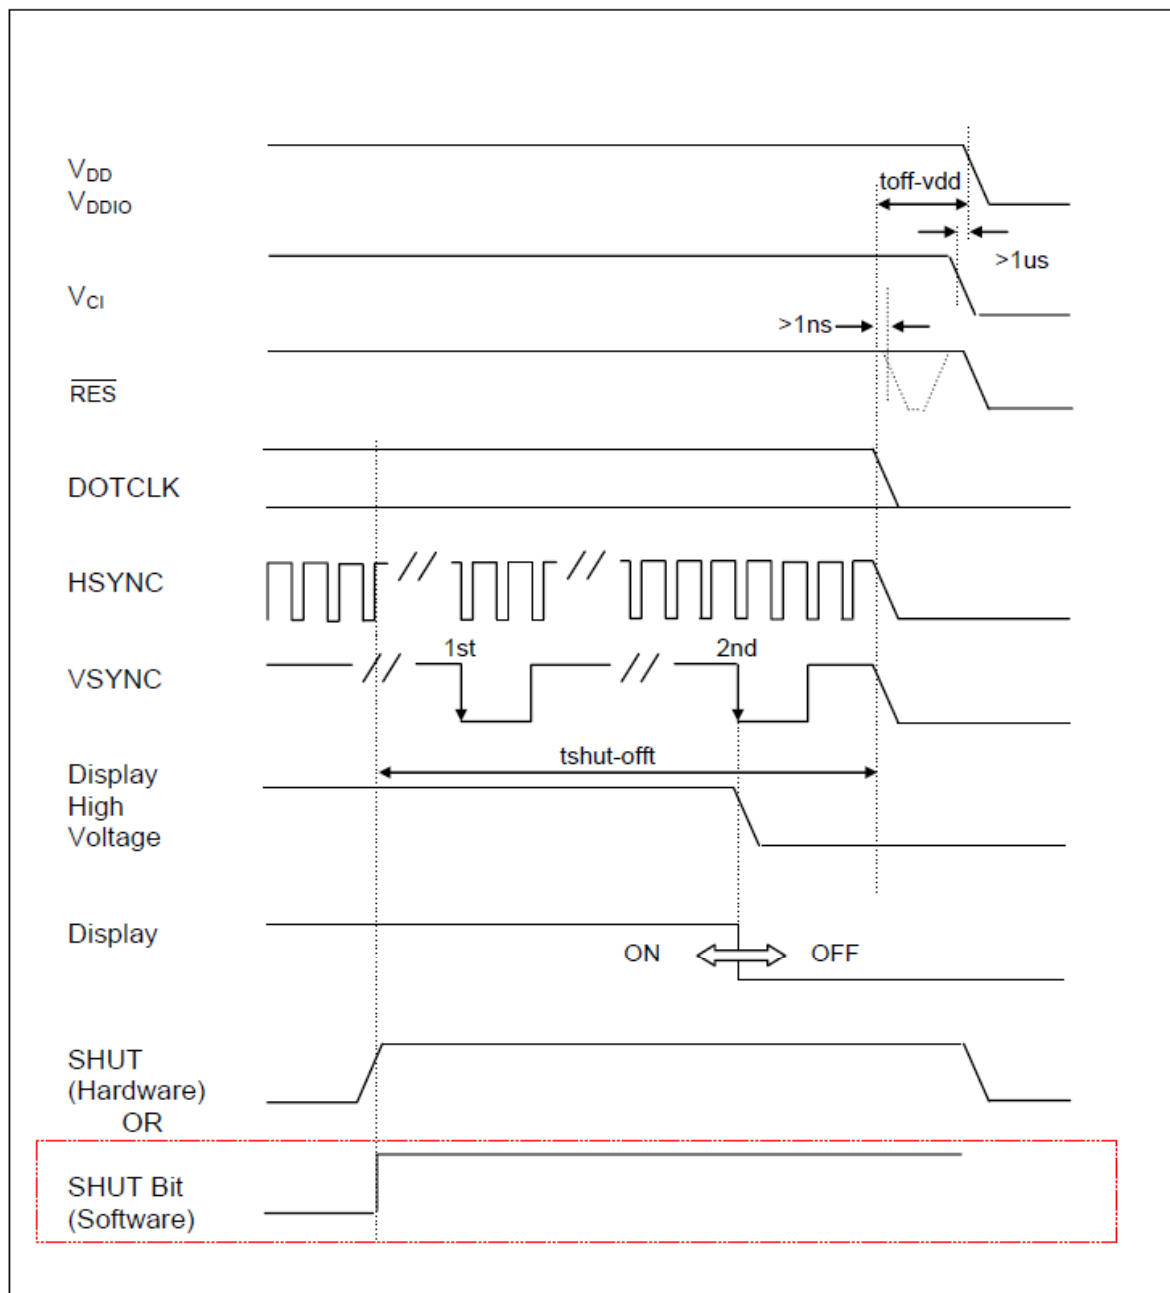 VDD
VDDIO
toff-vdd
>1us
VCI
>1ns
RES
DOTCLK
HSYNC
1st
2nd
VSYNC
tshut-offt
Display
High
Voltage
Display
ON
OFF
SHUT
(Hardware)
OR
SHUT Bit
(Software)